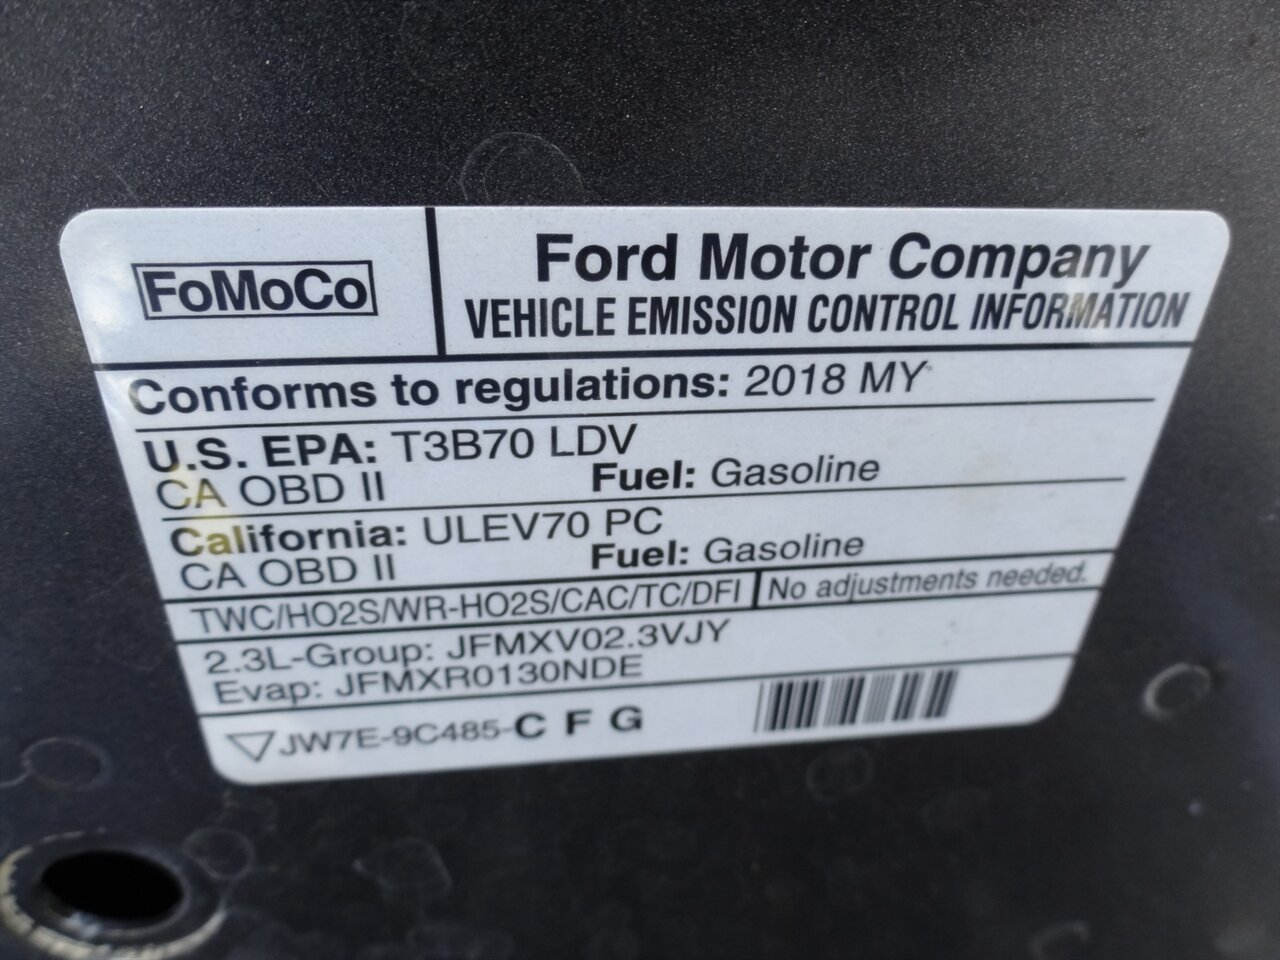 FoMoCo
Ford Motor Company
VEHICLE EMISSION CONTROL INFORMATION
Conforms to regulations: 2018 MY
U.S. EPA: T3B70 LDV
CA OBD II Fuel: Gasoline
California: ULEV70 PC
CA OBD II Fuel: Gasoline
TWC/HO2S/WR-HO2S/CAC/TC/DFI No adjustments needed.
2.3L-Group: JFMXV02.3VJY
Evap: JFMXR0130NDE
JW7E-9C485-C F G